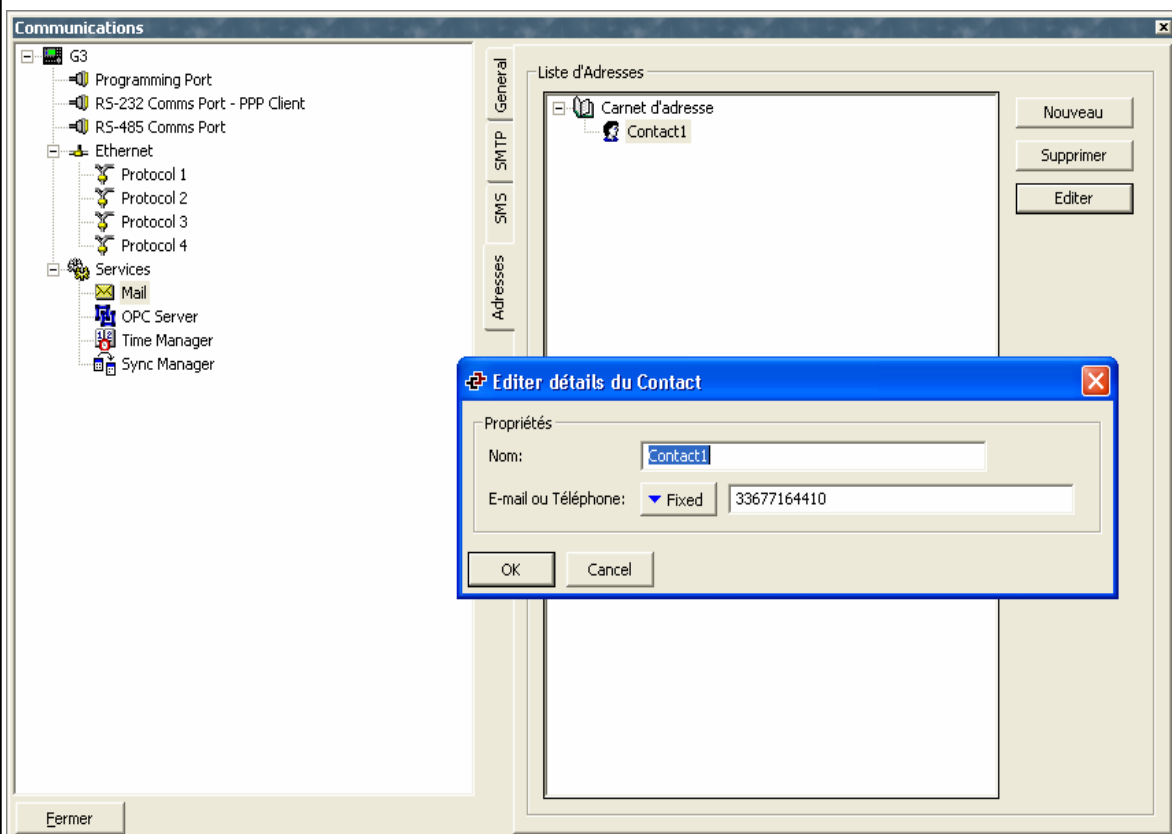 Communications
G3
Programming Port
RS-232 Comms Port - PPP Client
RS-485 Comms Port
Ethernet
Protocol 1
Protocol 2
Protocol 3
Protocol 4
Services
Mail
OPC Server
Time Manager
Sync Manager
Fermer
General
SMTP
SMS
Adresses
Liste d'Adresses
Carnet d'adresse
Contact1
Nouveau
Supprimer
Editer
Editer détails du Contact
Propriétés
Nom: Contact1
E-mail ou Téléphone: Fixed 33677164410
OK Cancel